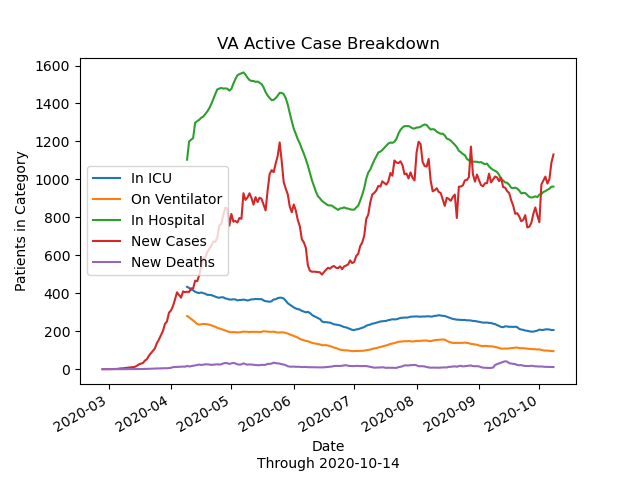 VA Active Case Breakdown
Patients in Category
1600
1400
1200
1000
800
600
400
200
0
In ICU
On Ventilator
In Hospital
New Cases
New Deaths
2020-03
2020-04
2020-05
2020-06
2020-07
2020-08
2020-09
2020-10
Date
Through 2020-10-14